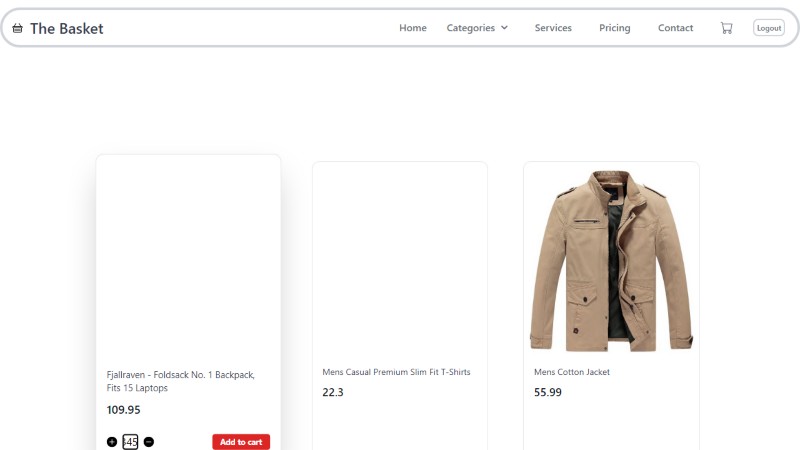 The Basket
Home
Categories
Services
Pricing
Contact
Logout
Fjallraven - Foldsack No. 1 Backpack,
Fits 15 Laptops
109.95
Add to cart
Mens Casual Premium Slim Fit T-Shirts
22.3
Mens Cotton Jacket
55.99